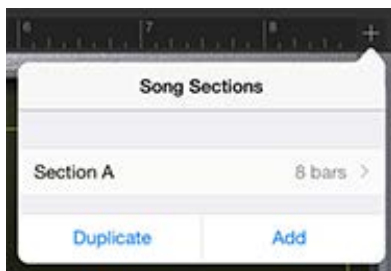 6 7 8 +
Song Sections
Section A 8 bars >
Duplicate Add